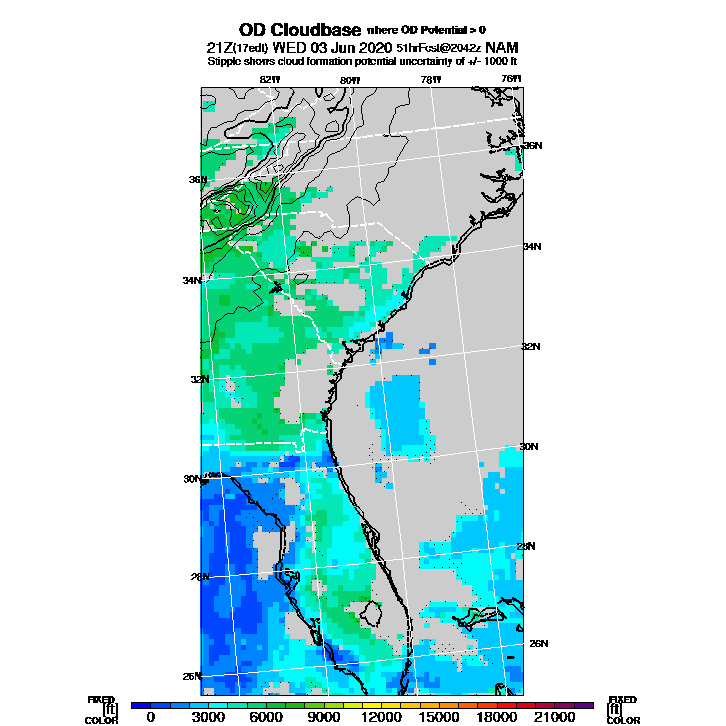 OD Cloudbase where OD Potential > 0
21Z(17edt) WED 03 Jun 2020 51hrFcst@2042z NAM
Stipple shows cloud formation potential uncertainty of +/- 1000 ft
82W 80W 78W 76W
36N
36N
34N
34N
32N
32N
30N
30N
28N
28N
26N
26N
FIXED FIXED
[ft] [ft]
COLOR COLOR
0 3000 6000 9000 12000 15000 18000 21000